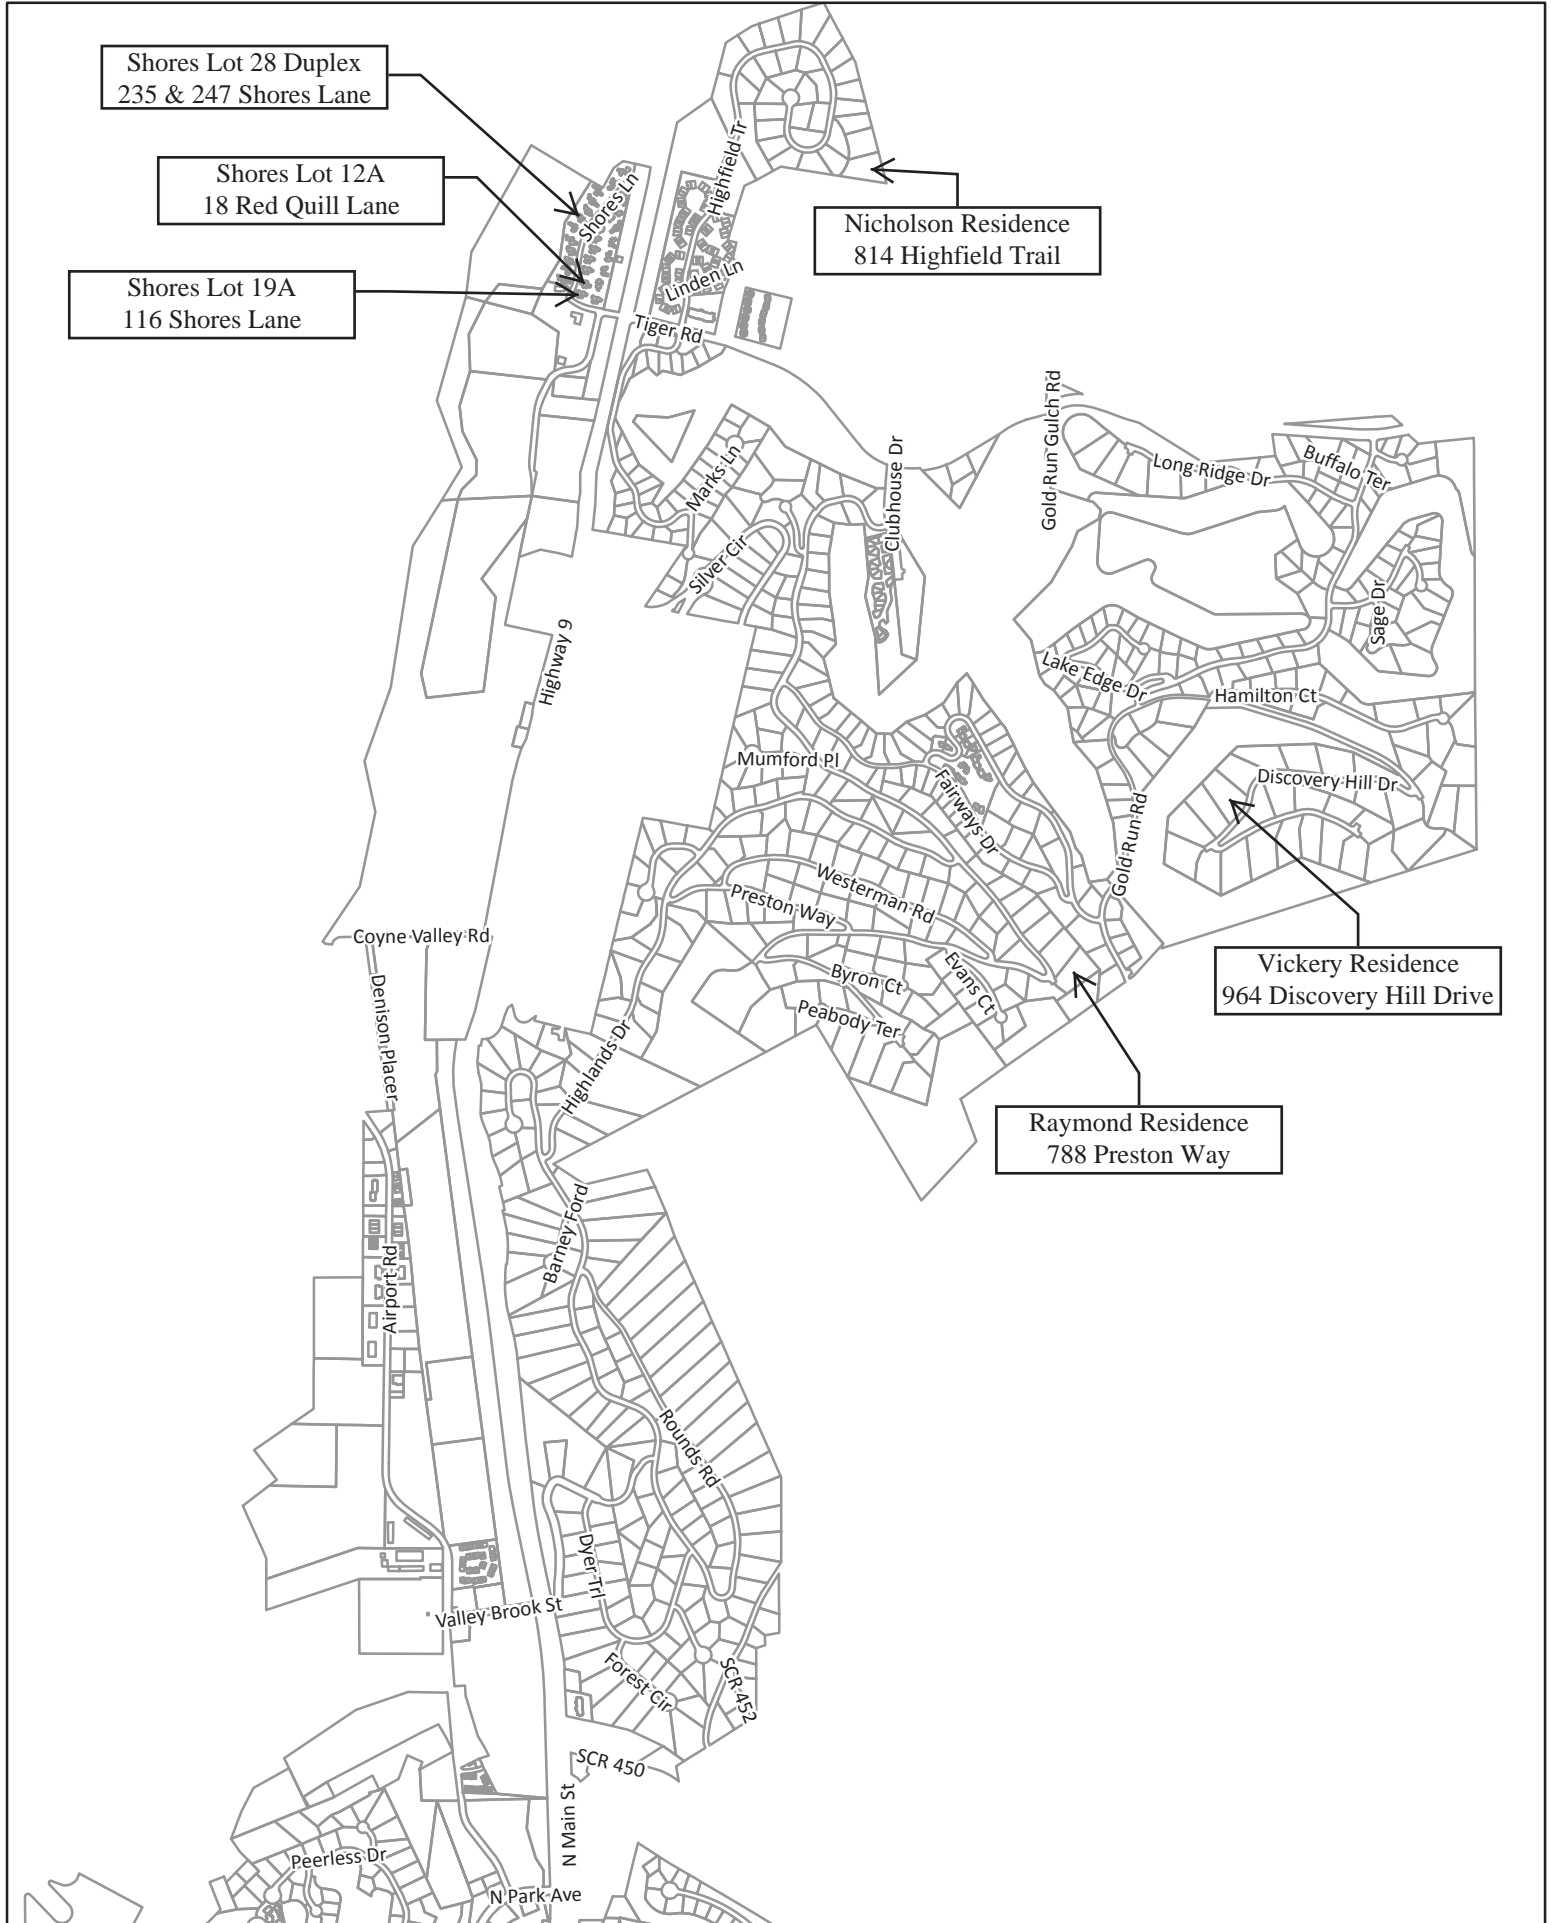 Shores Lot 28 Duplex
235 & 247 Shores Lane
Shores Lot 12A
18 Red Quill Lane
Shores Lot 19A
116 Shores Lane
Nicholson Residence
814 Highfield Trail
Highfield Tr
Shores Ln
Linden Ln
Tiger Rd
Gold Run Gulch Rd
Clubhouse Dr
Marks Ln
Silver Cir
Long Ridge Dr
Buffalo Ter
Sage Dr
Highway 9
Lake Edge Dr
Hamilton Ct
Mumford Pl
Fairways Dr
Discovery Hill Dr
Gold Run Rd
Westerman Rd
Preston Way
Coyne Valley Rd
Byron Ct
Evans Ct
Peabody Ter
Vickery Residence
964 Discovery Hill Drive
Denison Placer
Highlands Dr
Raymond Residence
788 Preston Way
Barney Ford
Airport Rd
Rounds Rd
Dyer Trl
Valley Brook St
Forest Cir
SCR 452
SCR 450
N Main St
Peerless Dr
N Park Ave